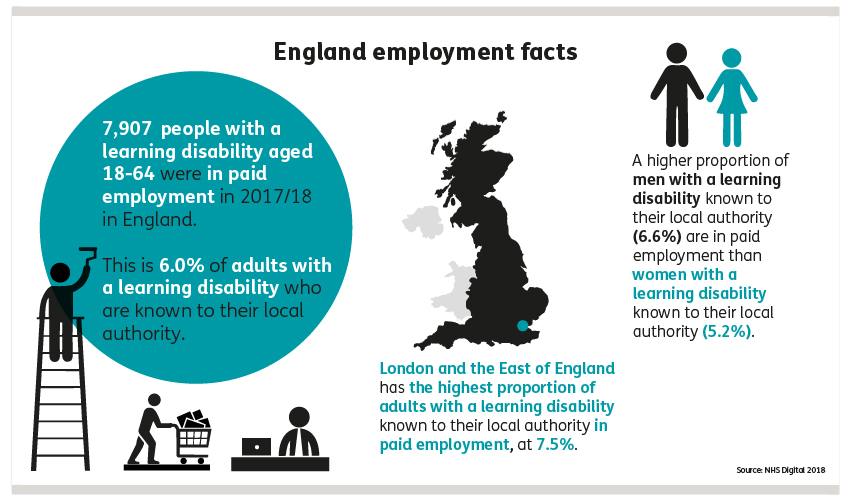 England employment facts
7,907 people with a
learning disability aged
18-64 were in paid
employment in 2017/18
in England.
This is 6.0% of adults with
a learning disability who
are known to their local
authority.
London and the East of England
has the highest proportion of
adults with a learning disability
known to their local authority in
paid employment, at 7.5%.
A higher proportion of
men with a learning
disability known to
their local authority
(6.6%) are in paid
employment than
women with a
learning disability
known to their local
authority (5.2%).
Source: NHS Digital 2018